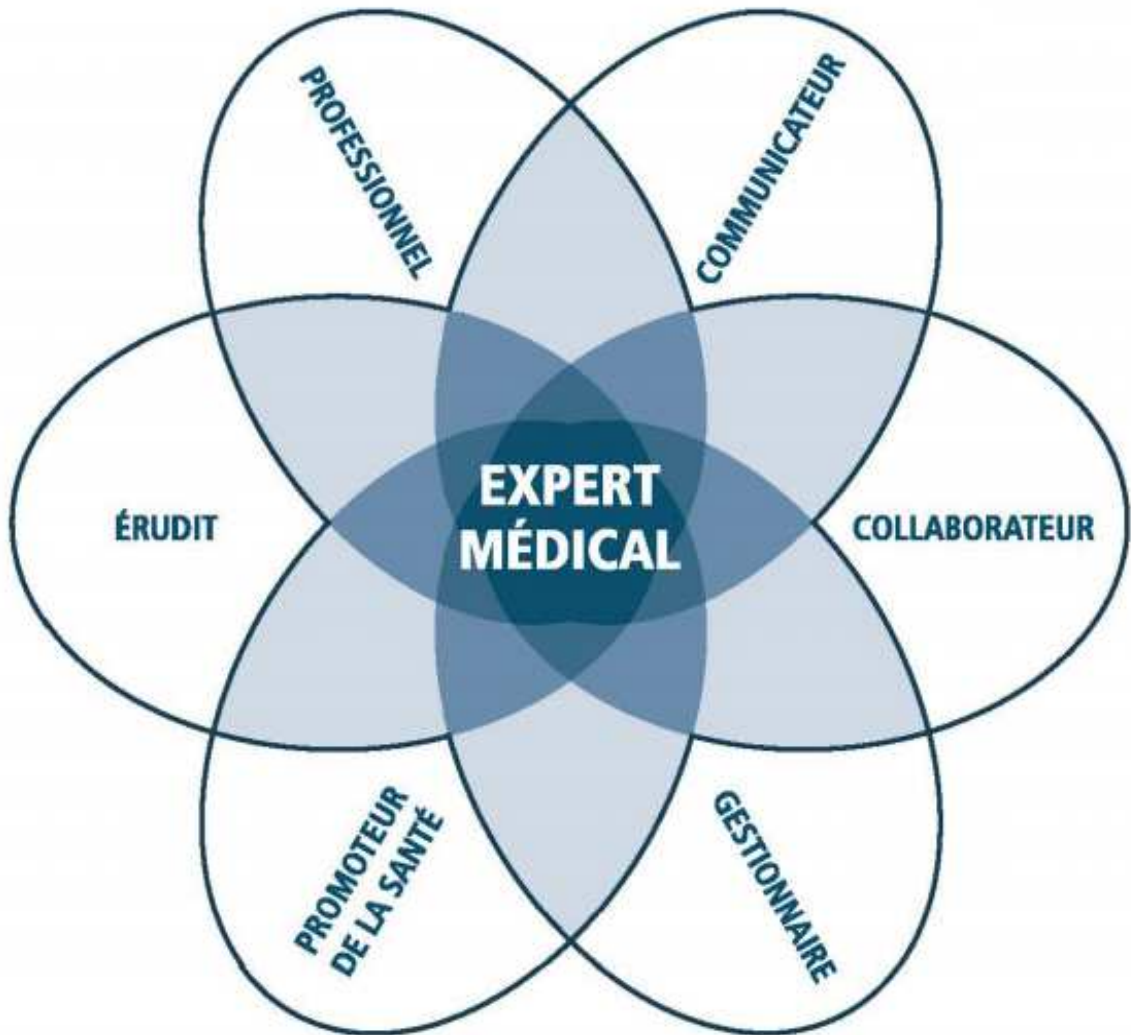 PROFESSIONNEL
COMMUNICATEUR
ÉRUDIT
EXPERT
MÉDICAL
COLLABORATEUR
PROMOTEUR
DE LA SANTÉ
GESTIONNAIRE